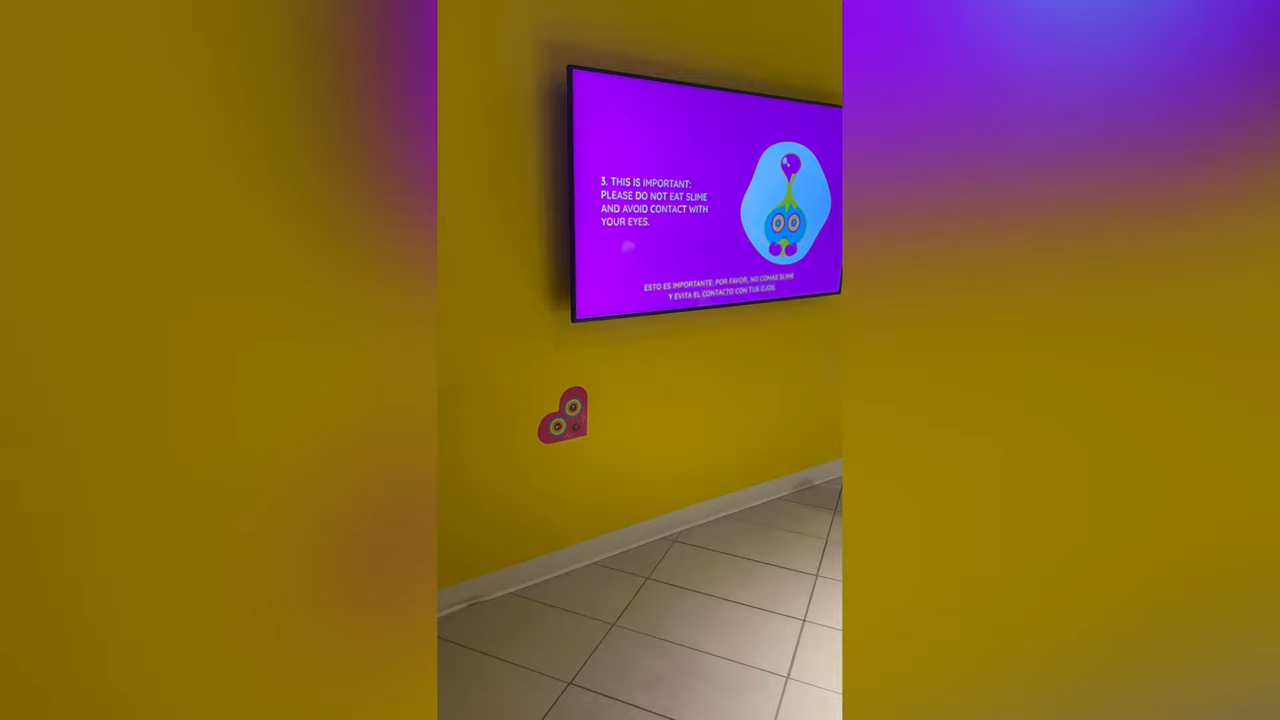 3. THIS IS IMPORTANT:
PLEASE DO NOT EAT SLIME
AND AVOID CONTACT WITH
YOUR EYES.
ESTO ES IMPORTANTE: POR FAVOR, NO COMAS SLIME
Y EVITA EL CONTACTO CON TUS OJOS.